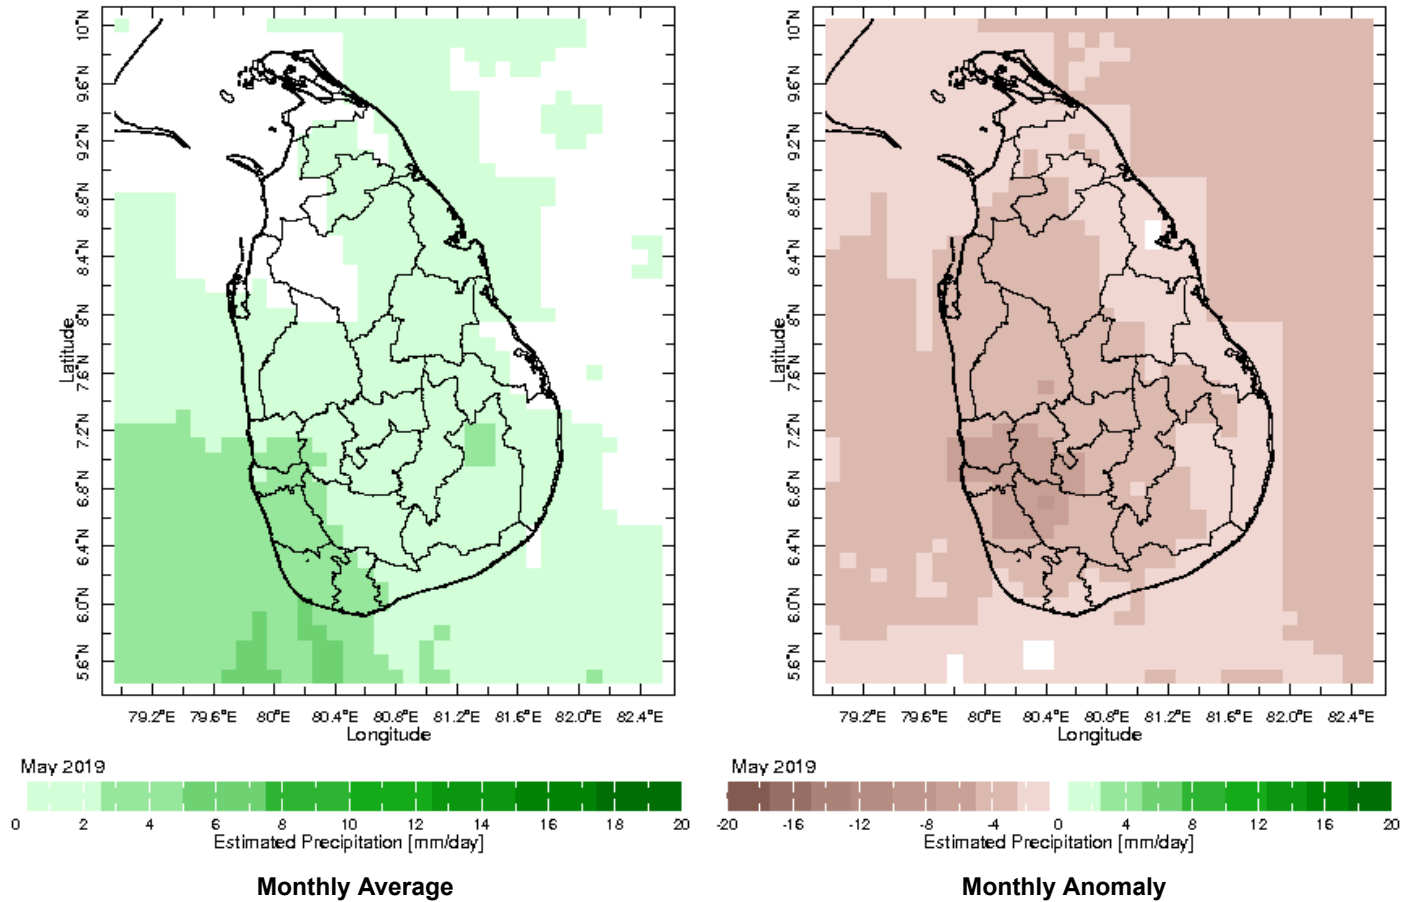 10°N
9.6°N
9.2°N
8.8°N
8.4°N
8°N
7.6°N
7.2°N
6.8°N
6.4°N
6.0°N
5.6°N
Latitude
79.2°E 79.6°E 80°E 80.4°E 80.8°E 81.2°E 81.6°E 82.0°E 82.4°E
Longitude
May 2019
0 2 4 6 8 10 12 14 16 18 20
Estimated Precipitation [mm/day]
Monthly Average
10°N
9.6°N
9.2°N
8.8°N
8.4°N
8°N
7.6°N
7.2°N
6.8°N
6.4°N
6.0°N
5.6°N
Latitude
79.2°E 79.6°E 80°E 80.4°E 80.8°E 81.2°E 81.6°E 82.0°E 82.4°E
Longitude
May 2019
-20 -16 -12 -8 -4 0 4 8 12 16 20
Estimated Precipitation [mm/day]
Monthly Anomaly